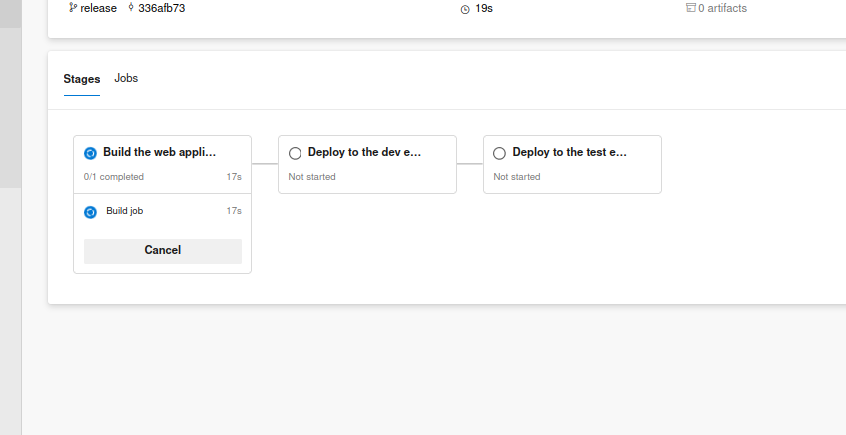 release 336afb73 19s 0 artifacts
Stages Jobs
Build the web appli... Deploy to the dev e... Deploy to the test e...
0/1 completed 17s Not started Not started
Build job 17s
Cancel